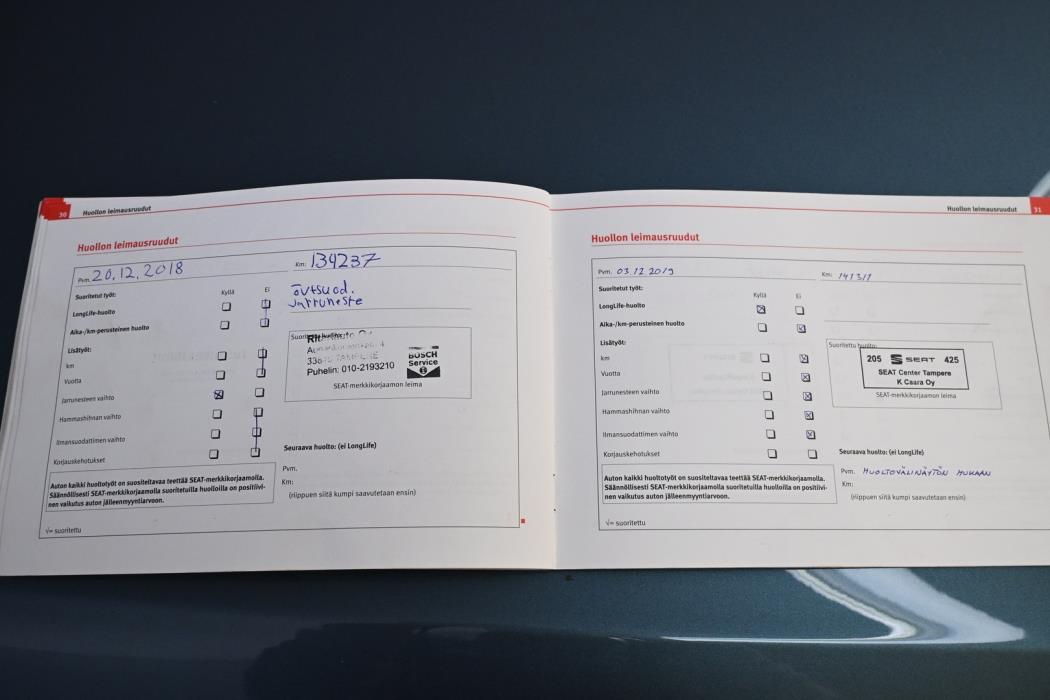 30 Huollon leimausruudut
Huollon leimausruudut
Pvm. 20.12.2018 Km: 134237
Suoritetut työt: Kyllä Ei
LongLife-huolto
Aika-/km-perusteinen huolto
Lisätyöt:
km
Vuotta
Jarrunesteen vaihto
Hammashihnan vaihto
Ilmansuodattimen vaihto
Korjauskehotukset
Auton kaikki huoltotyöt on suositeltavaa teettää SEAT-merkkikorjaamolla.
Säännöllisesti SEAT-merkkikorjaamolla suoritetuilla huolloilla on positiivi-
nen vaikutus auton jälleenmyyntiarvoon.
√= suoritettu
öutsuod.
Jarruneste
TAMPERE
Puhelin: 010-2193210
BOSCH
Service
SEAT-merkkikorjaamon leima
Seuraava huolto: (ei LongLife)
Pvm.
Km:
(riippuen siitä kumpi saavutetaan ensin)
Huollon leimausruudut 31
Huollon leimausruudut
Pvm. 03.12.2019 Km:
Suoritetut työt: Kyllä Ei
LongLife-huolto
Aika-/km-perusteinen huolto
Lisätyöt:
km
Vuotta
Jarrunesteen vaihto
Hammashihnan vaihto
Ilmansuodattimen vaihto
Korjauskehotukset
Auton kaikki huoltotyöt on suositeltavaa teettää SEAT-merkkikorjaamolla.
Säännöllisesti SEAT-merkkikorjaamolla suoritetuilla huolloilla on positiivi-
nen vaikutus auton jälleenmyyntiarvoon.
√= suoritettu
Suoritettu huolto:
205 SEAT 425
SEAT Center Tampere
K Caara Oy
SEAT-merkkikorjaamon leima
Seuraava huolto: (ei LongLife)
Pvm. HUOLTOVÄLINÄYTÖN MUKAAN
Km:
(riippuen siitä kumpi saavutetaan ensin)